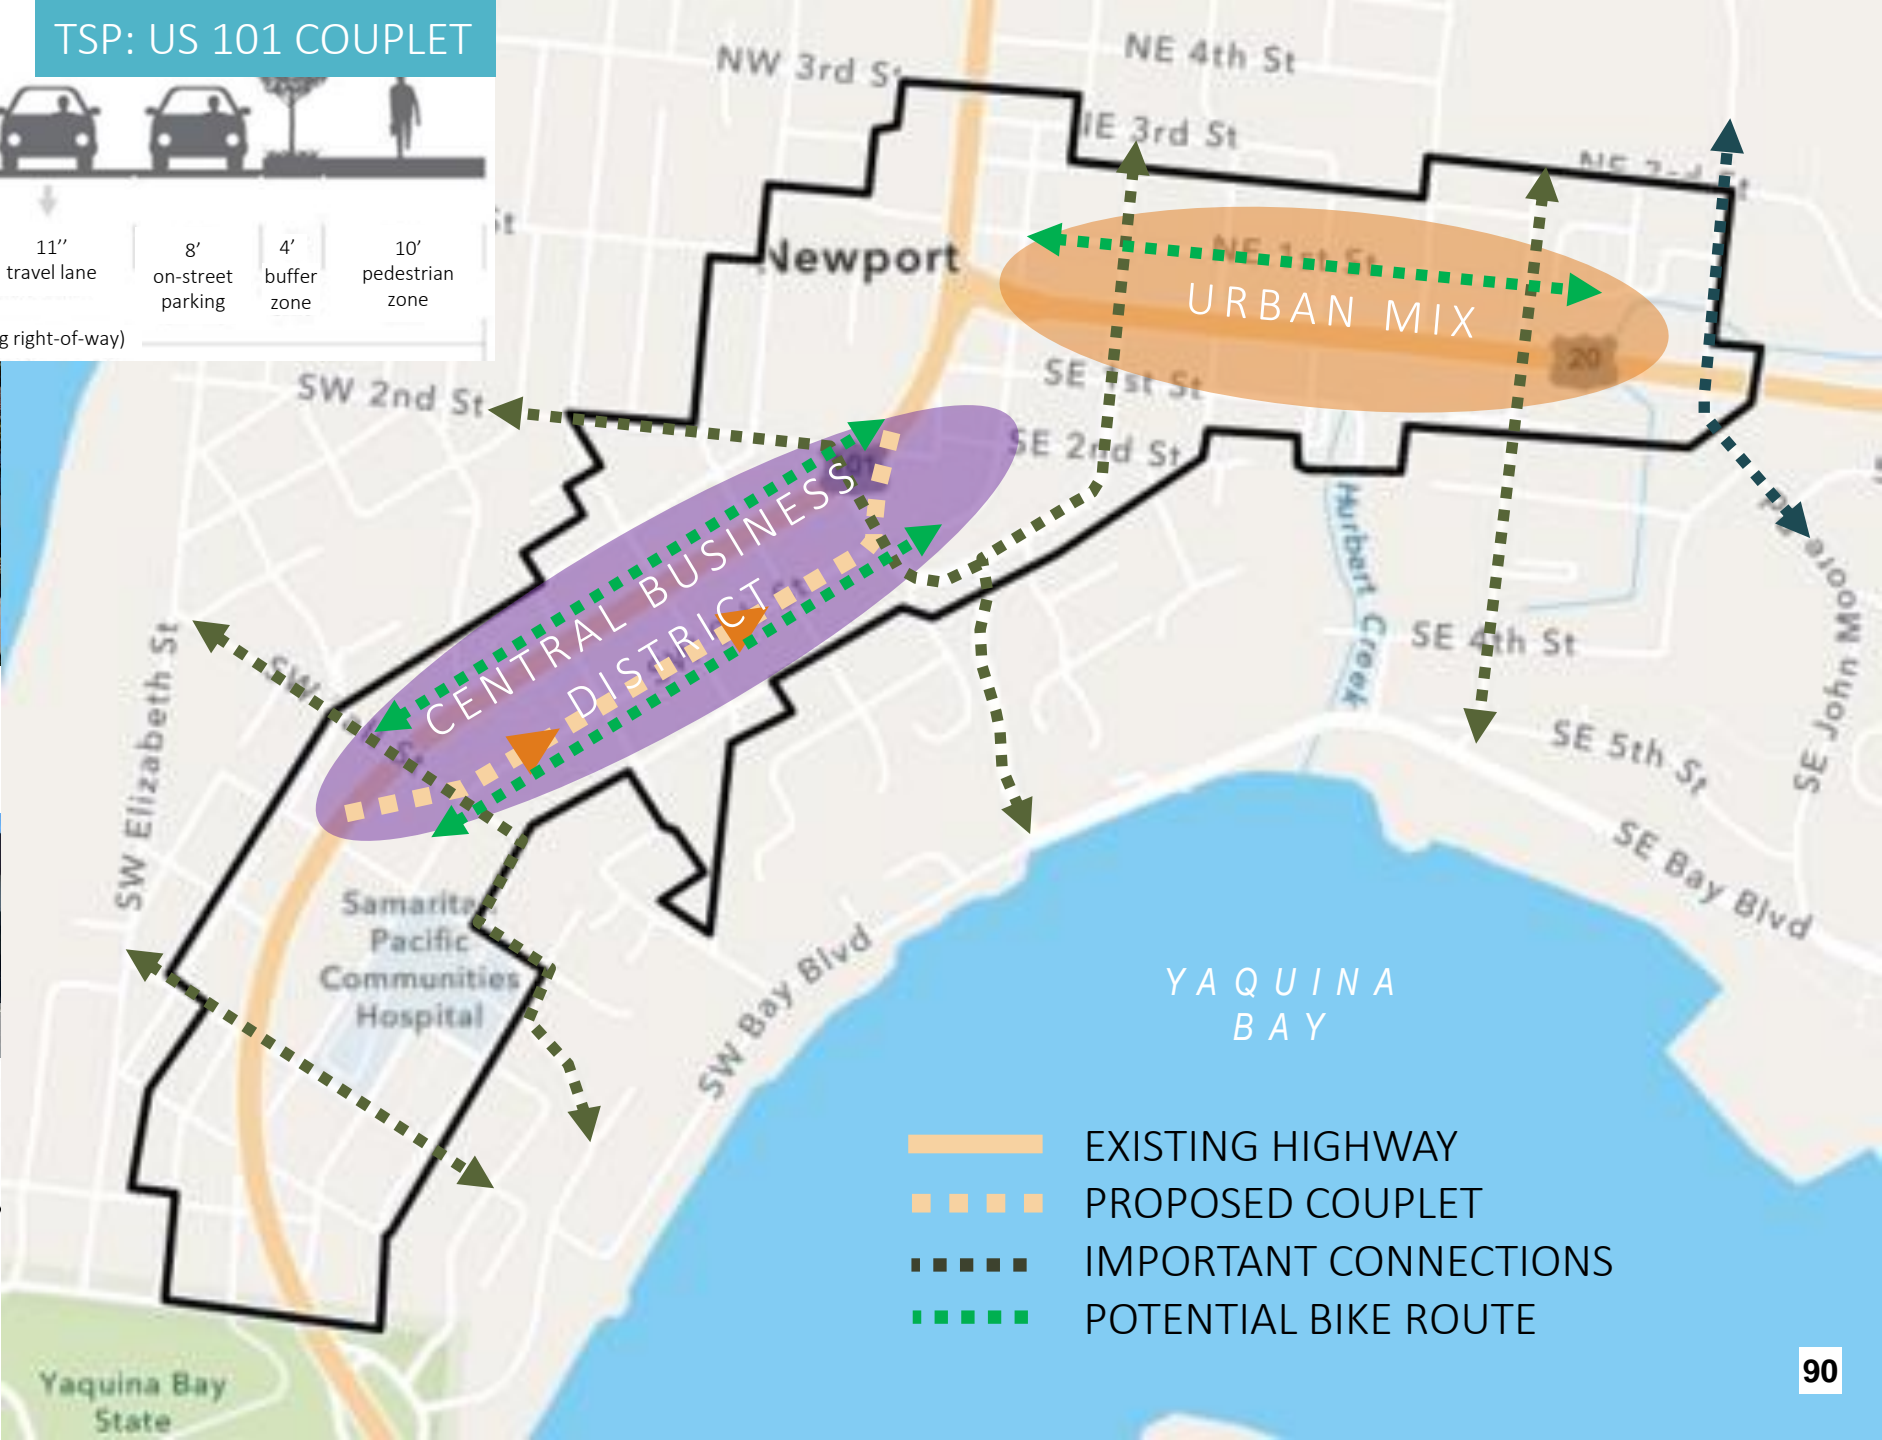 TSP: US 101 COUPLET
11’’
travel lane
8’
on-street
parking
4’
buffer
zone
10’
pedestrian
zone
g right-of-way)
NW 3rd St
NE 4th St
NE 3rd St
St
Newport
NE 1st St
URBAN MIX
20
SW 2nd St
SE 1st St
SE 2nd St
CENTRAL BUSINESS
DISTRICT
Hurbert Creek
SE 4th St
SE John Moore Rd
SW Elizabeth St
SW
St
SE 5th St
SE Bay Blvd
Samaritan
Pacific
Communities
Hospital
SW Bay Blvd
YAQUINA
BAY
EXISTING HIGHWAY
PROPOSED COUPLET
IMPORTANT CONNECTIONS
POTENTIAL BIKE ROUTE
90
Yaquina Bay
State